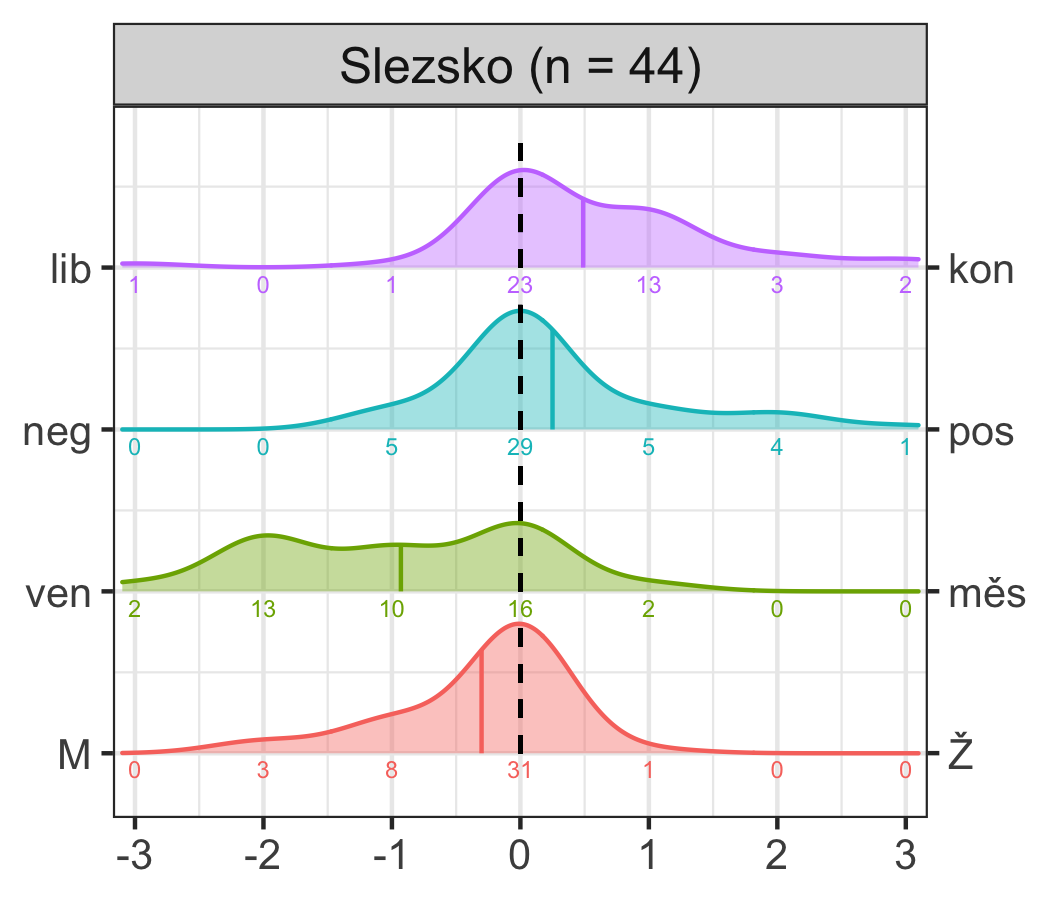 Slezsko (n = 44)
lib kon
1 0 1 23 13 3 2
neg pos
0 0 5 29 5 4 1
ven měs
2 13 10 16 2 0 0
M Ž
0 3 8 31 1 0 0
-3 -2 -1 0 1 2 3